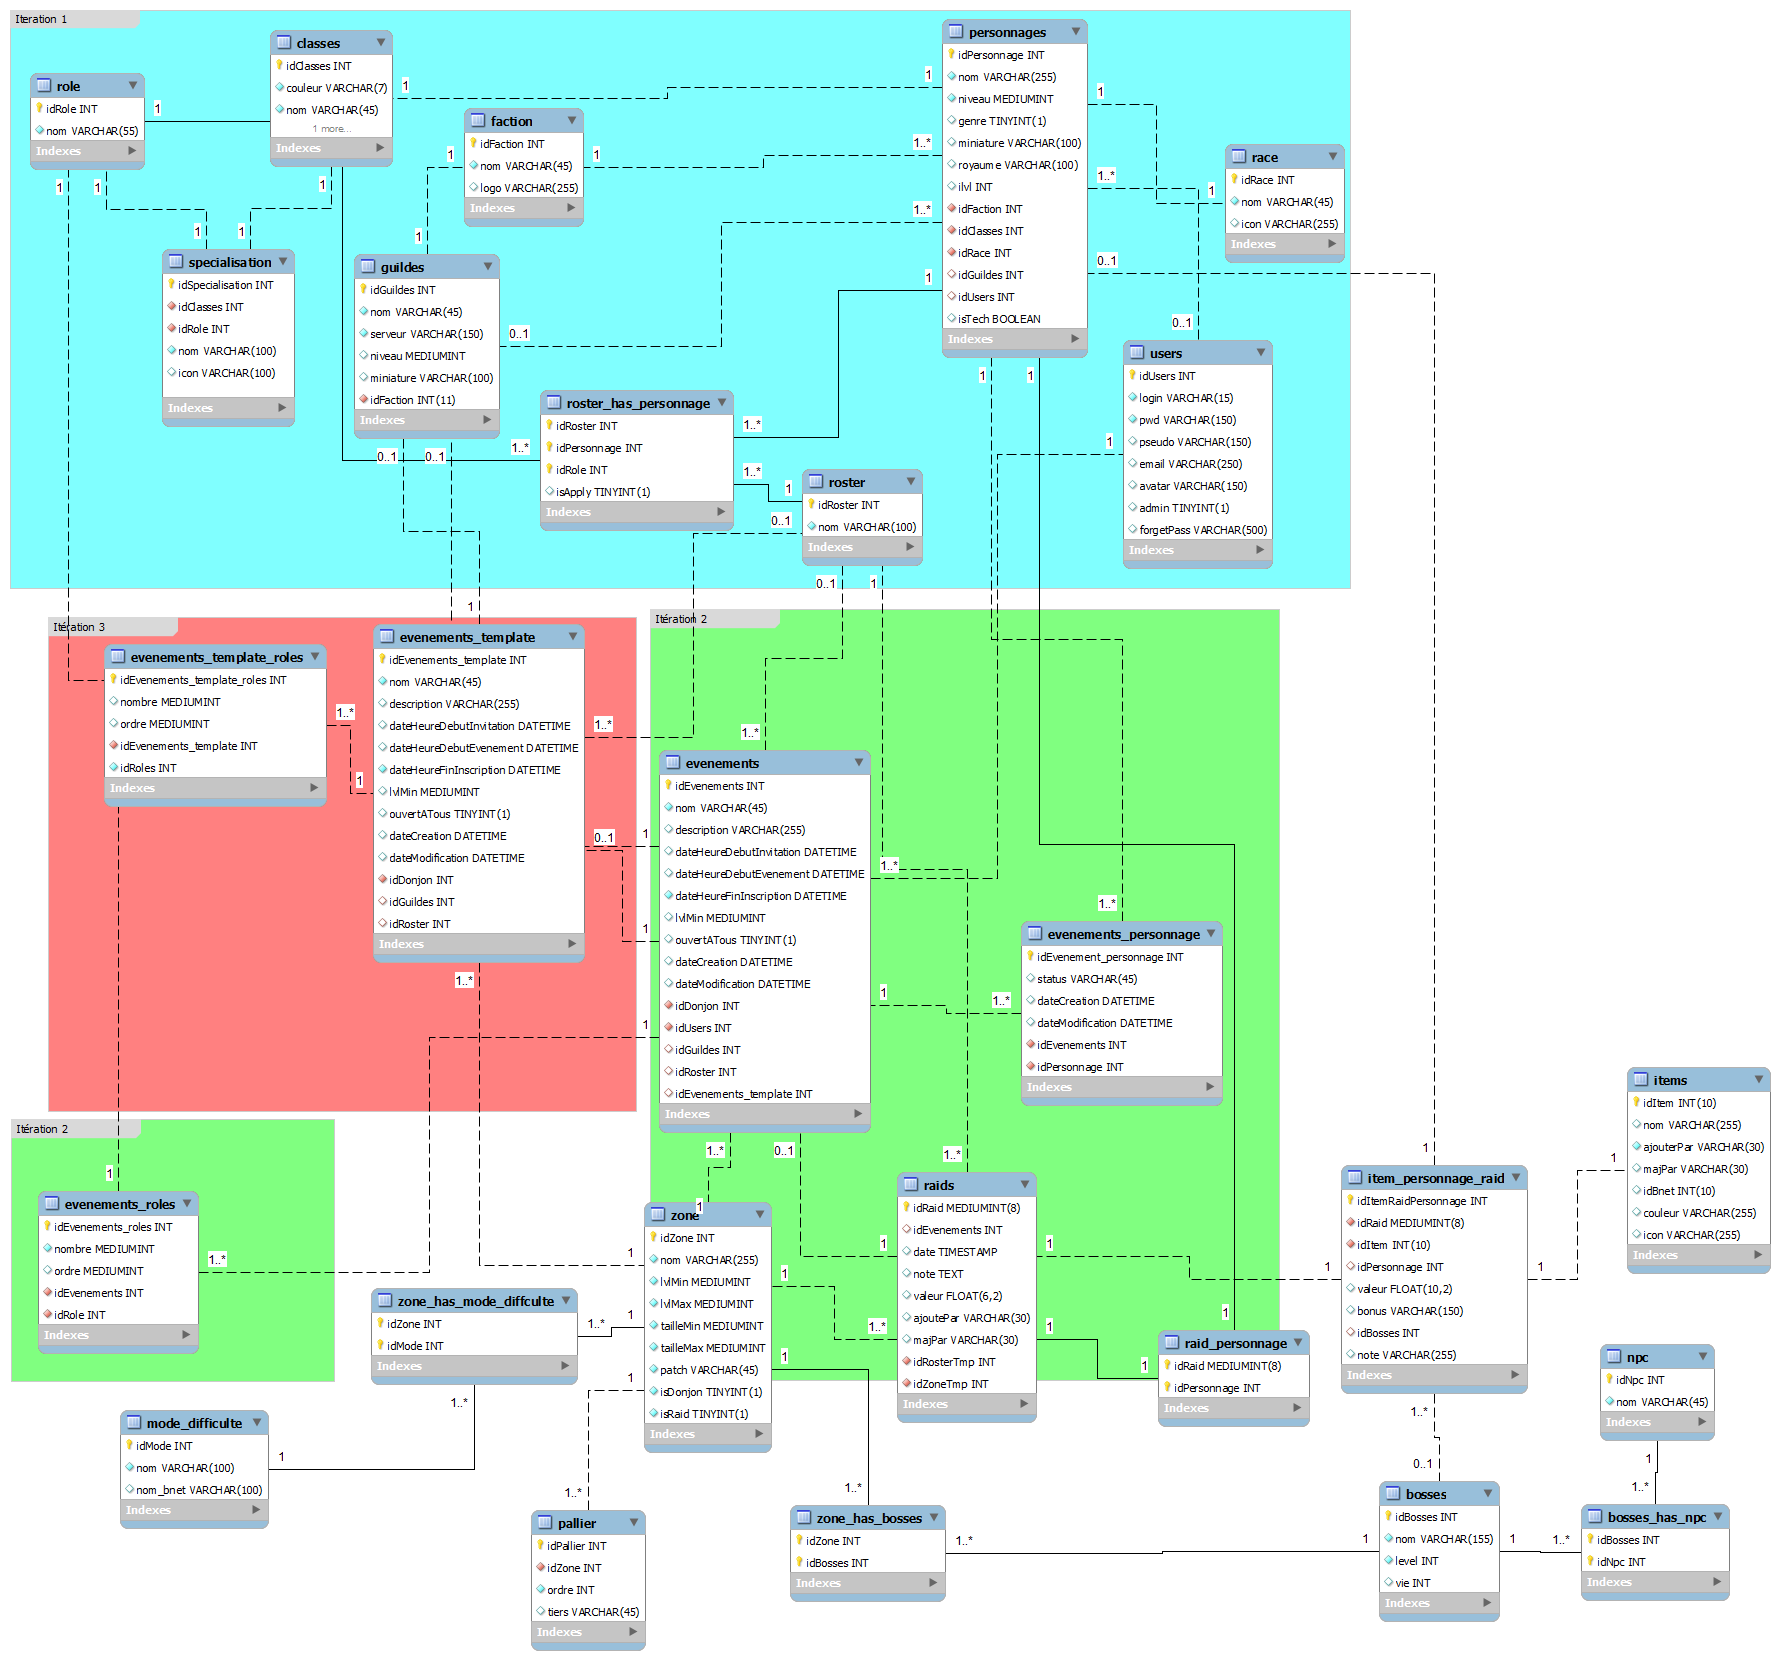 Iteration 1
role
idRole INT
nom VARCHAR(55)
Indexes
classes
idClasses INT
couleur VARCHAR(7)
nom VARCHAR(45)
1 more...
Indexes
faction
idFaction INT
nom VARCHAR(45)
logo VARCHAR(255)
Indexes
personnages
idPersonnage INT
nom VARCHAR(255)
niveau MEDIUMINT
genre TINYINT(1)
miniature VARCHAR(100)
royaume VARCHAR(100)
ilvl INT
idFaction INT
idClasses INT
idRace INT
idGuildes INT
idUsers INT
isTech BOOLEAN
Indexes
race
idRace INT
nom VARCHAR(45)
icon VARCHAR(255)
Indexes
specialisation
idSpecialisation INT
idClasses INT
idRole INT
nom VARCHAR(100)
icon VARCHAR(100)
Indexes
guildes
idGuildes INT
nom VARCHAR(45)
serveur VARCHAR(150)
niveau MEDIUMINT
miniature VARCHAR(100)
idFaction INT(11)
Indexes
roster_has_personnage
idRoster INT
idPersonnage INT
idRole INT
isApply TINYINT(1)
Indexes
roster
idRoster INT
nom VARCHAR(100)
Indexes
users
idUsers INT
login VARCHAR(15)
pwd VARCHAR(150)
pseudo VARCHAR(150)
email VARCHAR(250)
avatar VARCHAR(150)
admin TINYINT(1)
forgetPass VARCHAR(500)
Indexes
1
1
1
1
1
1
1
1
1
1
1
1..*
1..*
0..1
1
1
1
1..*
0..1
0..1
1
1..*
1..*
1
0..1
0..1
1..*
0..1
1
1
1
1
0..1
1
Itération 3
evenements_template_roles
idEvenements_template_roles INT
nombre MEDIUMINT
ordre MEDIUMINT
idEvenements_template INT
idRoles INT
Indexes
evenements_template
idEvenements_template INT
nom VARCHAR(45)
description VARCHAR(255)
dateHeureDebutInvitation DATETIME
dateHeureDebutEvenement DATETIME
dateHeureFinInscription DATETIME
lvlMin MEDIUMINT
ouvertATous TINYINT(1)
dateCreation DATETIME
dateModification DATETIME
idDonjon INT
idGuildes INT
idRoster INT
Indexes
1..*
1
1..*
0..1
1
1
1..*
1
Itération 2
evenements
idEvenements INT
nom VARCHAR(45)
description VARCHAR(255)
dateHeureDebutInvitation DATETIME
dateHeureDebutEvenement DATETIME
dateHeureFinInscription DATETIME
lvlMin MEDIUMINT
ouvertATous TINYINT(1)
dateCreation DATETIME
dateModification DATETIME
idDonjon INT
idUsers INT
idGuildes INT
idRoster INT
idEvenements_template INT
Indexes
evenements_personnage
idEvenement_personnage INT
status VARCHAR(45)
dateCreation DATETIME
dateModification DATETIME
idEvenements INT
idPersonnage INT
Indexes
1..*
1..*
1..*
1
1..*
1..*
0..1
1..*
Itération 2
evenements_roles
idEvenements_roles INT
nombre MEDIUMINT
ordre MEDIUMINT
idEvenements INT
idRole INT
Indexes
1
1..*
zone
idZone INT
nom VARCHAR(255)
lvlMin MEDIUMINT
lvlMax MEDIUMINT
tailleMin MEDIUMINT
tailleMax MEDIUMINT
patch VARCHAR(45)
isDonjon TINYINT(1)
isRaid TINYINT(1)
Indexes
raids
idRaid MEDIUMINT(8)
idEvenements INT
date TIMESTAMP
note TEXT
valeur FLOAT(6,2)
ajoutePar VARCHAR(30)
majPar VARCHAR(30)
idRosterTmp INT
idZoneTmp INT
Indexes
raid_personnage
idRaid MEDIUMINT(8)
idPersonnage INT
Indexes
item_personnage_raid
idItemRaidPersonnage INT
idRaid MEDIUMINT(8)
idItem INT(10)
idPersonnage INT
valeur FLOAT(10,2)
bonus VARCHAR(150)
idBosses INT
note VARCHAR(255)
Indexes
items
idItem INT(10)
nom VARCHAR(255)
ajouterPar VARCHAR(30)
majPar VARCHAR(30)
idBnet INT(10)
couleur VARCHAR(255)
icon VARCHAR(255)
Indexes
1
1
1
1
1..*
1
1
1
1
1
1
1
1
1
1
1
zone_has_mode_diffculte
idZone INT
idMode INT
Indexes
1..*
1..*
mode_difficulte
idMode INT
nom VARCHAR(100)
nom_bnet VARCHAR(100)
Indexes
1
pallier
idPallier INT
idZone INT
ordre INT
tiers VARCHAR(45)
Indexes
1..*
zone_has_bosses
idZone INT
idBosses INT
Indexes
1..*
1..*
bosses
idBosses INT
nom VARCHAR(155)
level INT
vie INT
Indexes
1..*
0..1
1
1
npc
idNpc INT
nom VARCHAR(45)
Indexes
1
1..*
1..*
bosses_has_npc
idBosses INT
idNpc INT
Indexes